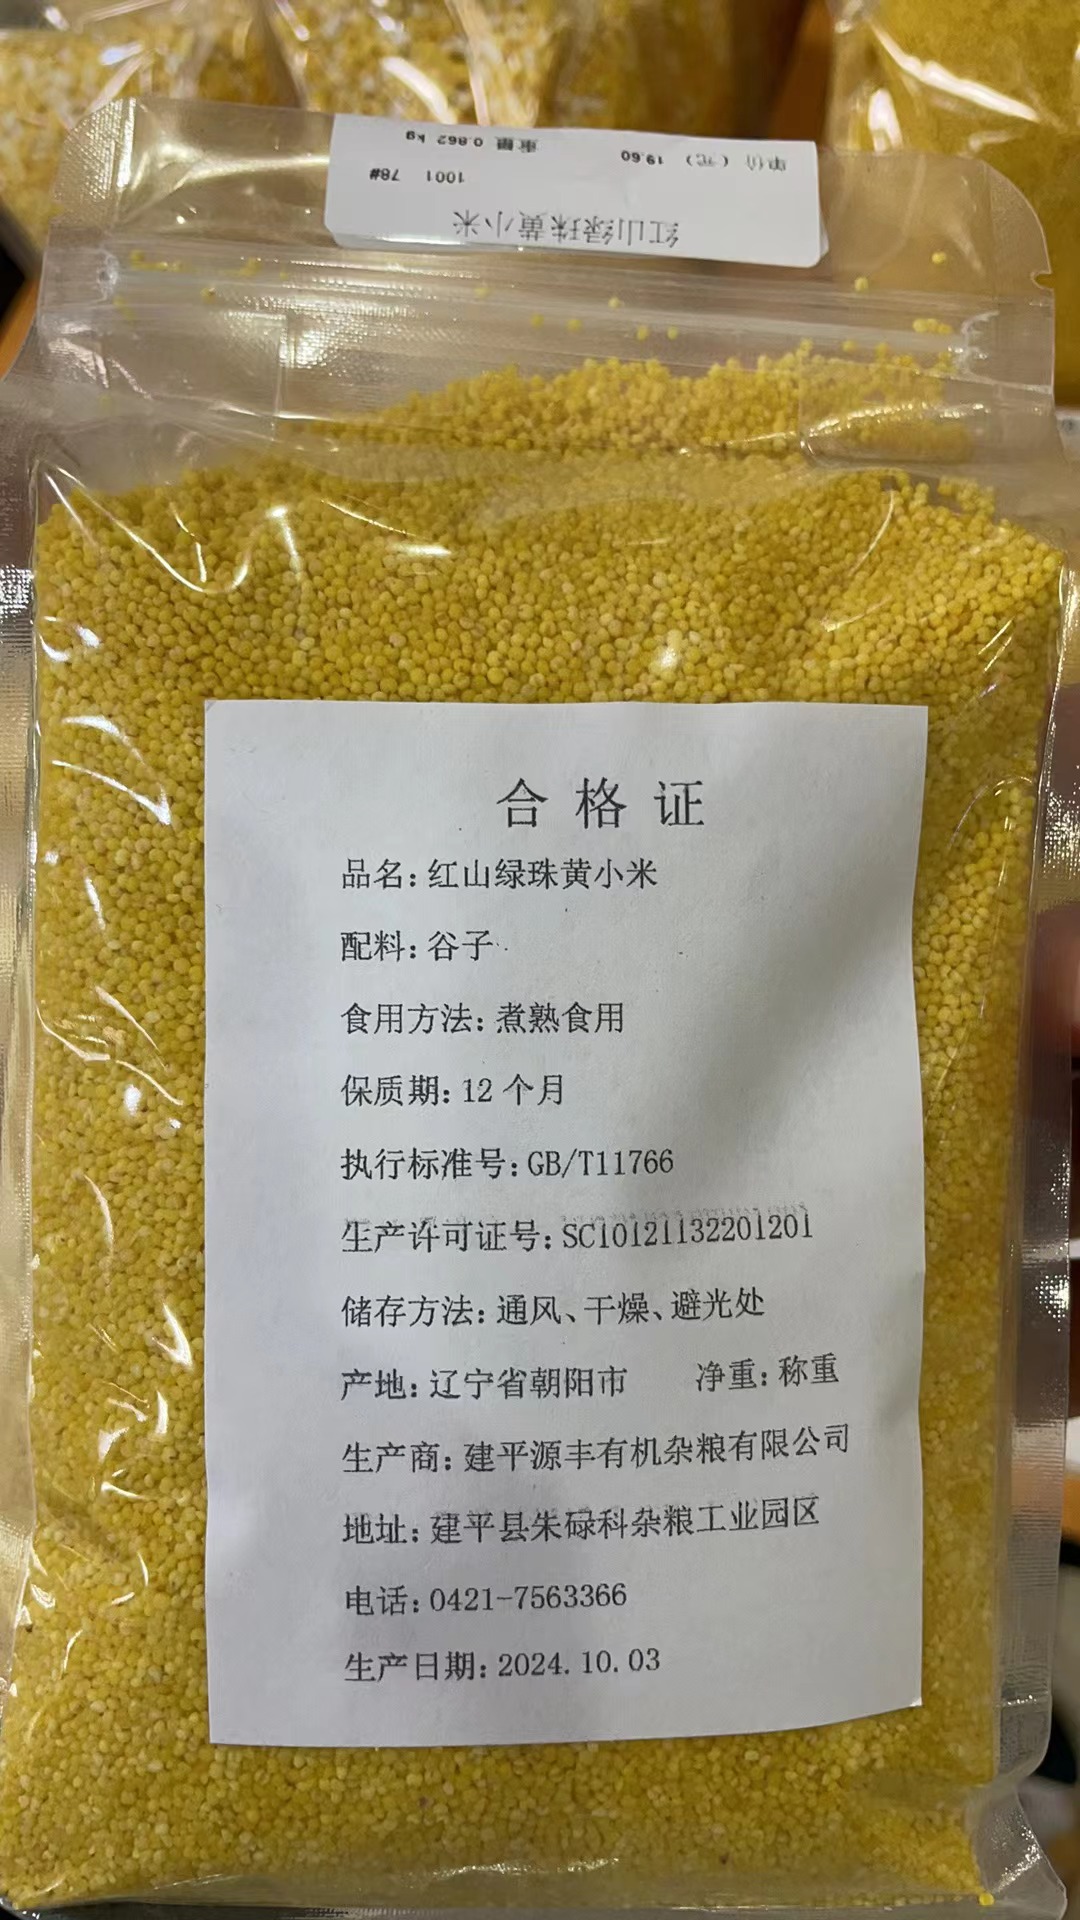 红山绿珠黄小米
1001 78#
单价（元） 19.60 重量 0.862 kg
合格证
品名:红山绿珠黄小米
配料:谷子
食用方法:煮熟食用
保质期:12个月
执行标准号:GB/T11766
生产许可证号:SC10121132201201
储存方法:通风、干燥、避光处
产地:辽宁省朝阳市 净重:称重
生产商:建平源丰有机杂粮有限公司
地址:建平县朱碌科杂粮工业园区
电话:0421-7563366
生产日期:2024.10.03